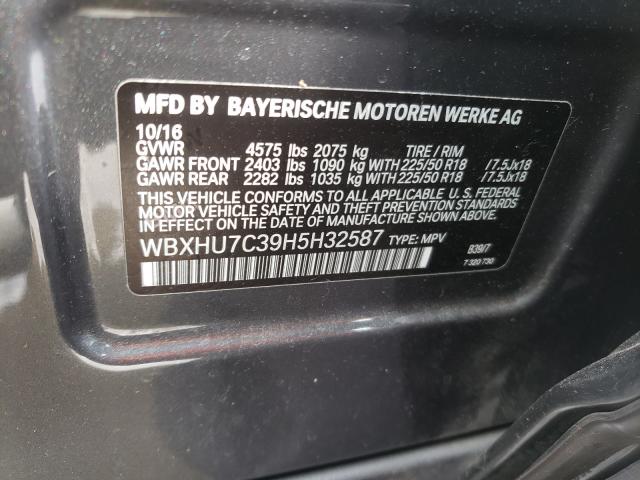 MFD BY BAYERISCHE MOTOREN WERKE AG
10/16
GVWR 4575 lbs 2075 kg TIRE / RIM
GAWR FRONT 2403 lbs 1090 kg WITH 225/50 R18 /7.5Jx18
GAWR REAR 2282 lbs 1035 kg WITH 225/50 R18 /7.5Jx18
THIS VEHICLE CONFORMS TO ALL APPLICABLE U.S. FEDERAL
MOTOR VEHICLE SAFETY AND THEFT PREVENTION STANDARDS
IN EFFECT ON THE DATE OF MANUFACTURE SHOWN ABOVE.
WBXHU7C39H5H32587 TYPE: MPV
B39/7
7 320 730